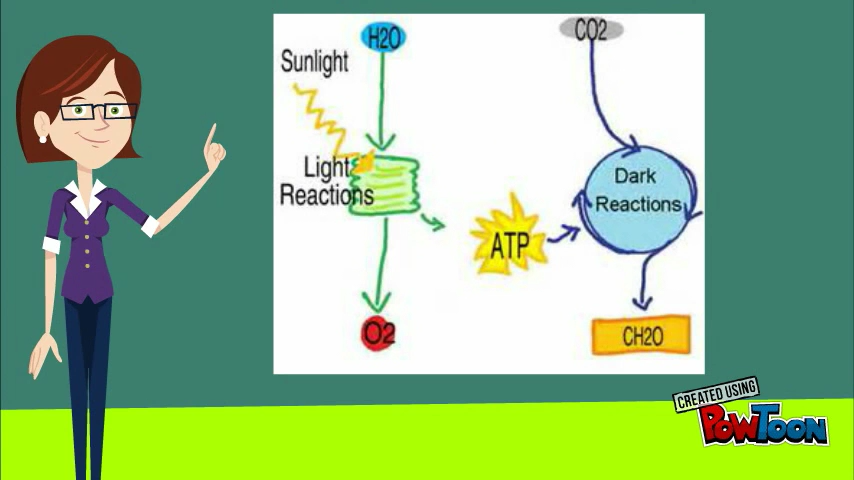 H2O
CO2
Sunlight
Light
Reactions
Dark
Reactions
ATP
O2
CH2O
CREATED USING
POWTOON